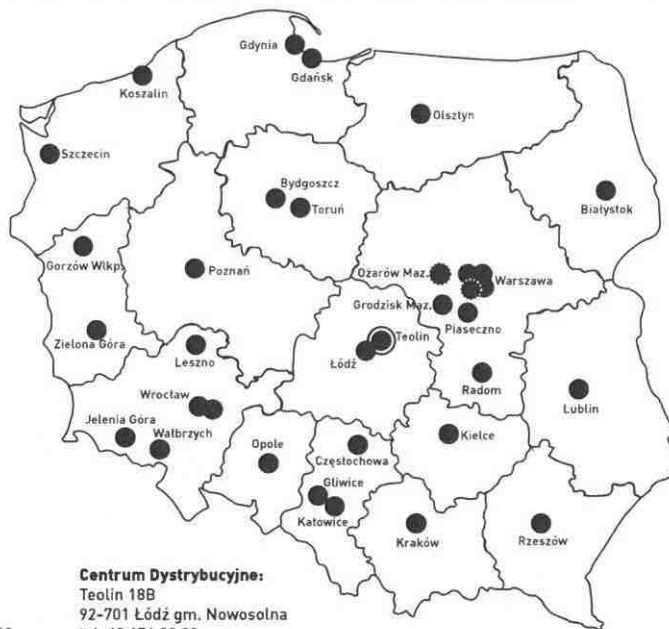 Gdynia
Gdańsk
Koszalin
Olsztyn
Szczecin
Bydgoszcz
Toruń
Białystok
Gorzów Wlkp.
Poznań
Ożarów Maz.
Warszawa
Grodzisk Maz.
Piaseczno
Zielona Góra
Teolin
Leszno
Łódź
Radom
Lublin
Wrocław
Jelenia Góra
Wałbrzych
Opole
Kielce
Częstochowa
Gliwice
Katowice
Kraków
Rzeszów
Centrum Dystrybucyjne:
Teolin 18B
92-701 Łódź gm. Nowosolna